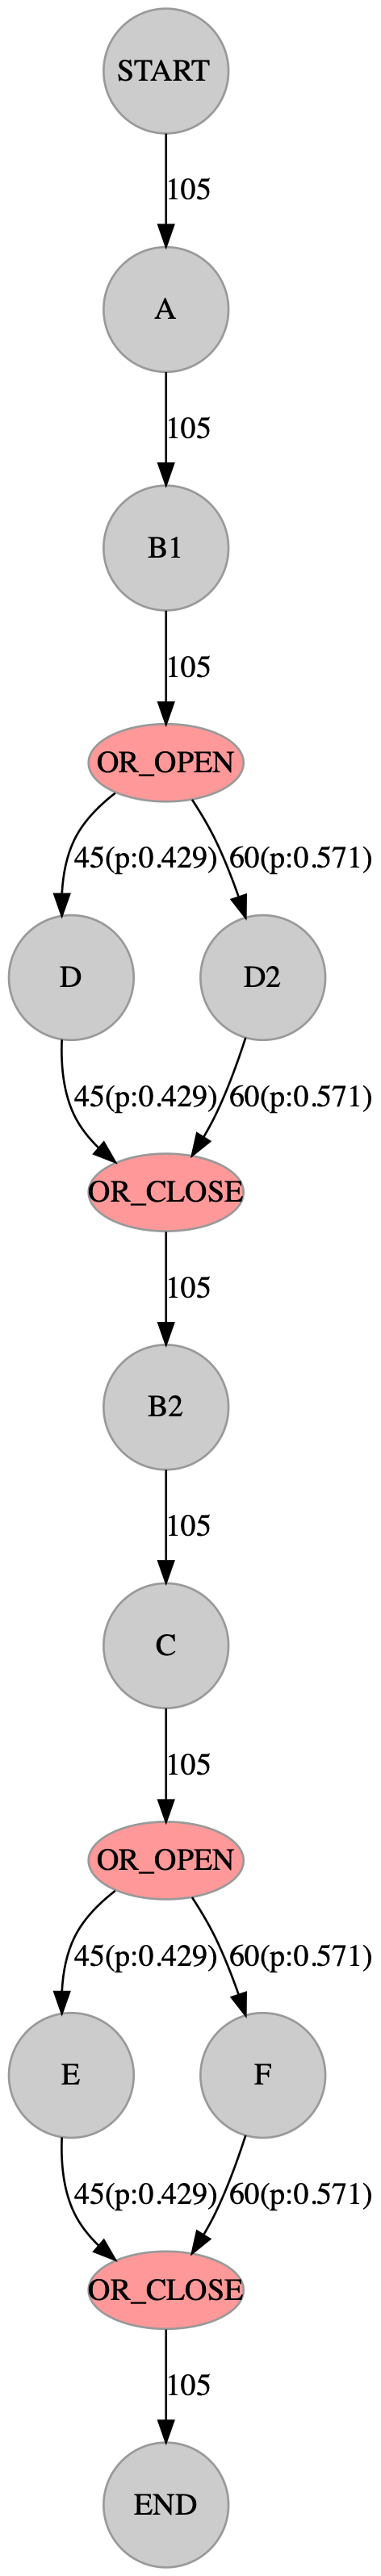 START
105
A
105
B1
105
OR_OPEN
45(p:0.429) 60(p:0.571)
D D2
45(p:0.429) 60(p:0.571)
OR_CLOSE
105
B2
105
C
105
OR_OPEN
45(p:0.429) 60(p:0.571)
E F
45(p:0.429) 60(p:0.571)
OR_CLOSE
105
END